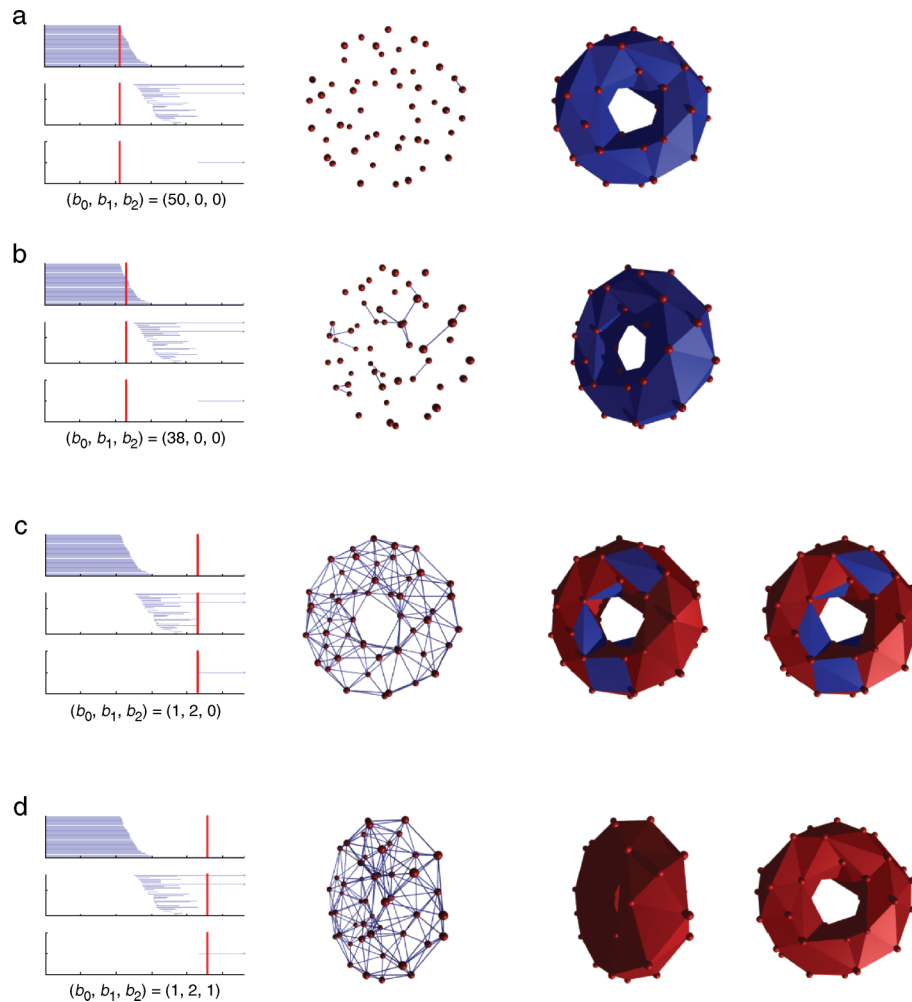 a
(b₀, b₁, b₂) = (50, 0, 0)
b
(b₀, b₁, b₂) = (38, 0, 0)
c
(b₀, b₁, b₂) = (1, 2, 0)
d
(b₀, b₁, b₂) = (1, 2, 1)